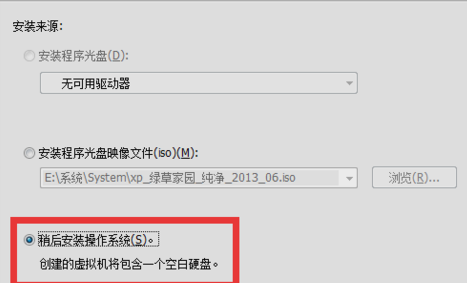 安装来源:
安装程序光盘(D):
无可用驱动器
安装程序光盘映像文件(iso)(M):
E:\系统\System\xp_绿草家园_纯净_2013_06.iso
浏览(R)...
稍后安装操作系统(S)。
创建的虚拟机将包含一个空白硬盘。